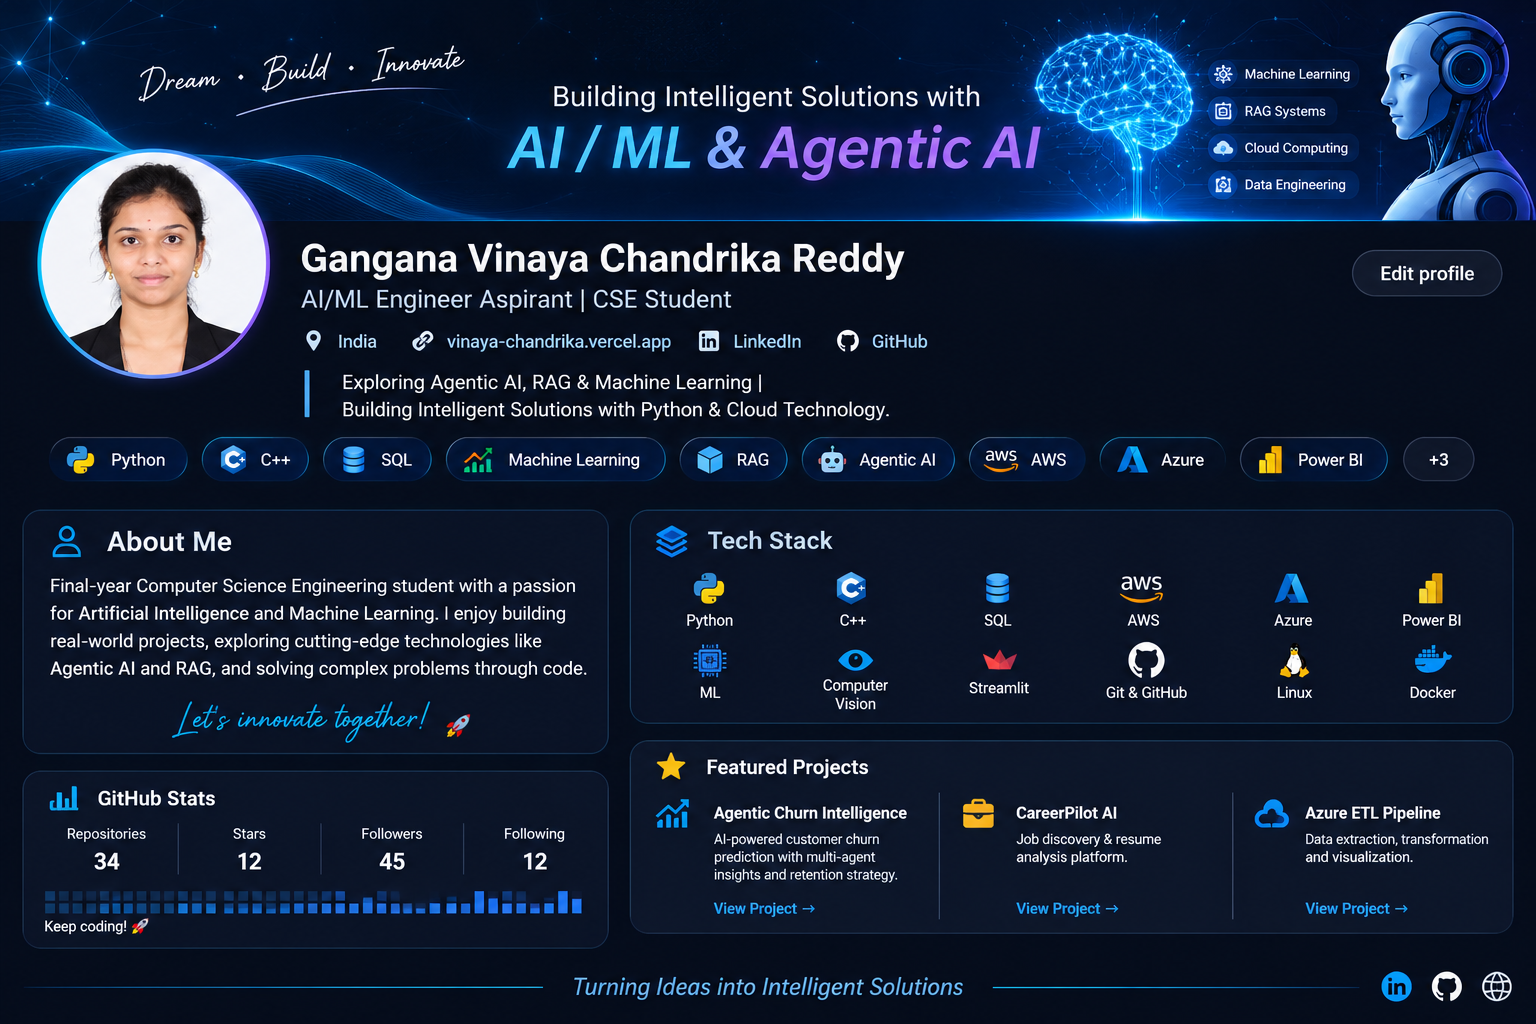 Dream • Build • Innovate
Building Intelligent Solutions with
AI / ML & Agentic AI
Machine Learning
RAG Systems
Cloud Computing
Data Engineering
Gangana Vinaya Chandrika Reddy
Edit profile
AI/ML Engineer Aspirant | CSE Student
India vinaya-chandrika.vercel.app LinkedIn GitHub
Exploring Agentic AI, RAG & Machine Learning |
Building Intelligent Solutions with Python & Cloud Technology.
Python C++ SQL Machine Learning RAG Agentic AI aws AWS Azure Power BI +3
About Me
Final-year Computer Science Engineering student with a passion
for Artificial Intelligence and Machine Learning. I enjoy building
real-world projects, exploring cutting-edge technologies like
Agentic AI and RAG, and solving complex problems through code.
Let's innovate together!
Tech Stack
aws
Python C++ SQL AWS Azure Power BI
ML Computer Vision Streamlit Git & GitHub Linux Docker
GitHub Stats
Repositories Stars Followers Following
34 12 45 12
Keep coding!
Featured Projects
Agentic Churn Intelligence
AI-powered customer churn
prediction with multi-agent
insights and retention strategy.
View Project →
CareerPilot AI
Job discovery & resume
analysis platform.
View Project →
Azure ETL Pipeline
Data extraction, transformation
and visualization.
View Project →
Turning Ideas into Intelligent Solutions
in